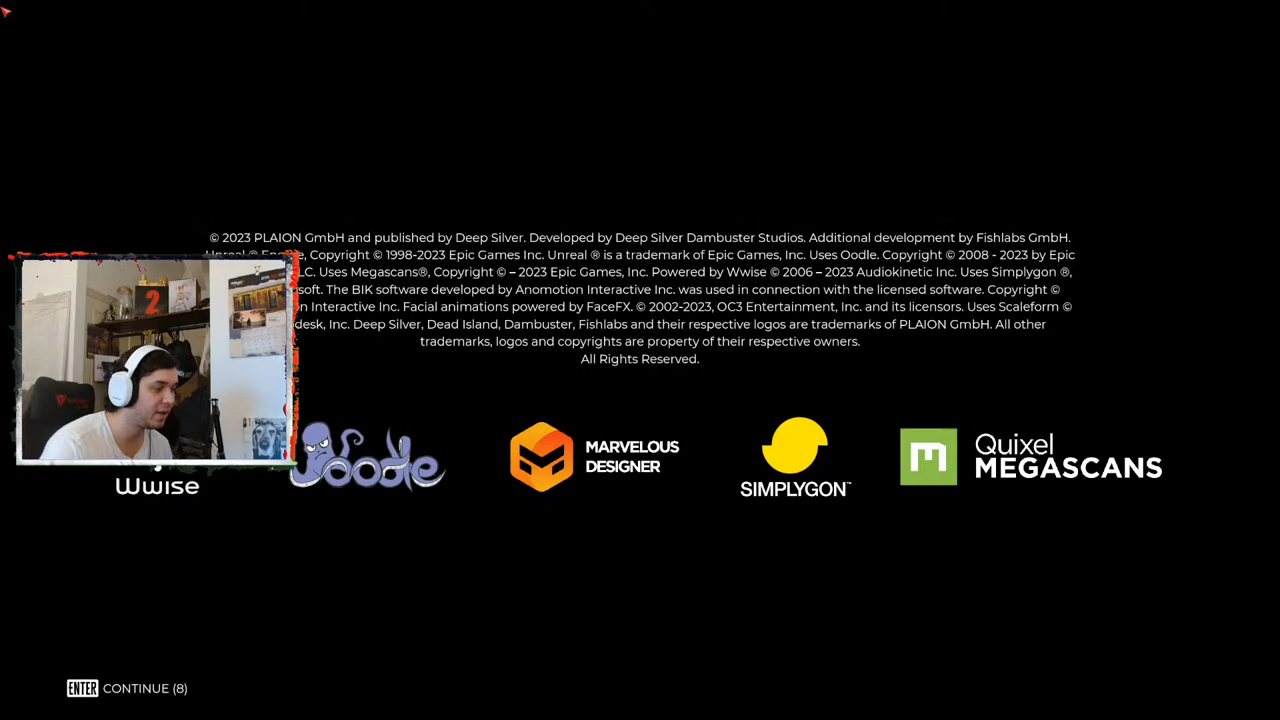 © 2023 PLAION GmbH and published by Deep Silver. Developed by Deep Silver Dambuster Studios. Additional development by Fishlabs GmbH.
Copyright © 1998-2023 Epic Games Inc. Unreal ® is a trademark of Epic Games, Inc. Uses Oodle. Copyright © 2008 - 2023 by Epic
Uses Megascans®, Copyright © – 2023 Epic Games, Inc. Powered by Wwise © 2006 – 2023 Audiokinetic Inc. Uses Simplygon ®,
The BIK software developed by Anomotion Interactive Inc. was used in connection with the licensed software. Copyright ©
Interactive Inc. Facial animations powered by FaceFX. © 2002-2023, OC3 Entertainment, Inc. and its licensors. Uses Scaleform ©
Inc. Deep Silver, Dead Island, Dambuster, Fishlabs and their respective logos are trademarks of PLAION GmbH. All other
trademarks, logos and copyrights are property of their respective owners.
All Rights Reserved.
2
Wwise
Oodle
MARVELOUS
DESIGNER
SIMPLYGON™
Quixel
MEGASCANS
ENTER CONTINUE (8)